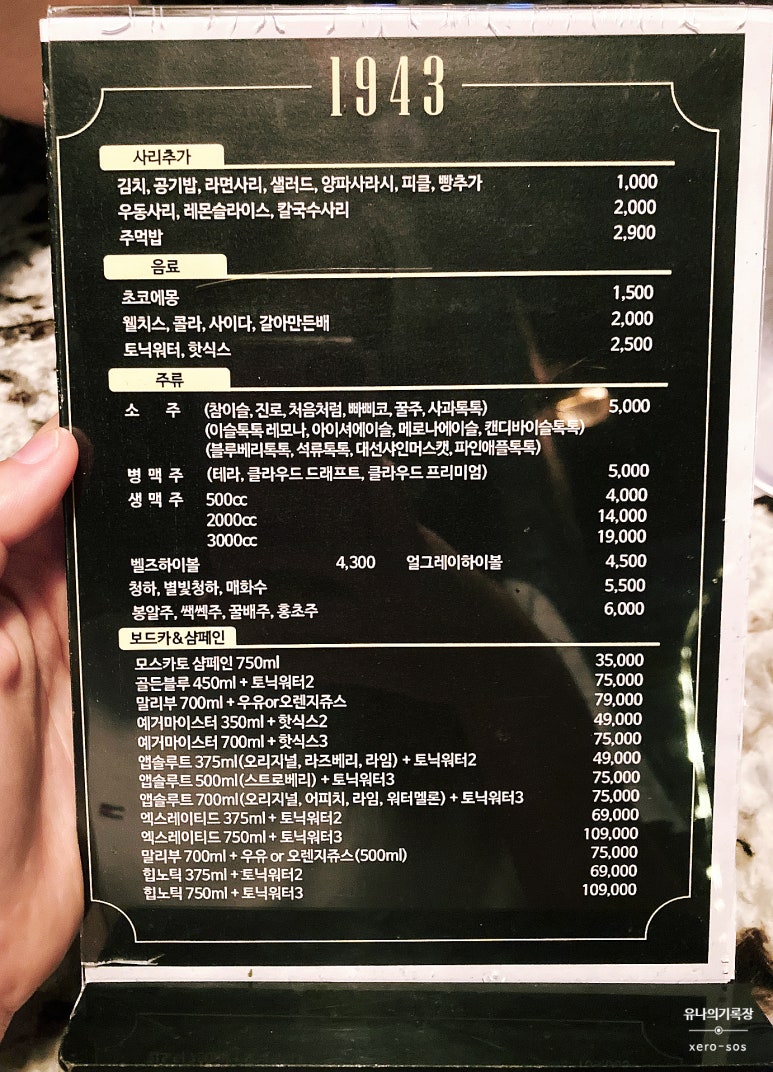 1943
사리추가
김치, 공기밥, 라면사리, 샐러드, 양파사라시, 피클, 빵추가 1,000
우동사리, 레몬슬라이스, 칼국수사리 2,000
주먹밥 2,900
음료
초코에몽 1,500
웰치스, 콜라, 사이다, 갈아만든배 2,000
토닉워터, 핫식스 2,500
주류
소 주 (참이슬, 진로, 처음처럼, 빠삐코, 꿀주, 사과톡톡) 5,000
(이슬톡톡 레모나, 아이셔에이슬, 메로나에이슬, 캔디바이슬톡톡)
(블루베리톡톡, 석류톡톡, 대선샤인머스캣, 파인애플톡톡)
병 맥 주 (테라, 클라우드 드래프트, 클라우드 프리미엄) 5,000
생 맥 주 500cc 4,000
2000cc 14,000
3000cc 19,000
벨즈하이볼 4,300 얼그레이하이볼 4,500
청하, 별빛청하, 매화수 5,500
봉알주, 쌕쎅주, 꿀배주, 홍초주 6,000
보드카&샴페인
모스카토 샴페인 750ml 35,000
골든블루 450ml + 토닉워터2 75,000
말리부 700ml + 우유or오렌지쥬스 79,000
예거마이스터 350ml + 핫식스2 49,000
예거마이스터 700ml + 핫식스3 75,000
앱솔루트 375ml(오리지널, 라즈베리, 라임) + 토닉워터2 49,000
앱솔루트 500ml(스트로베리) + 토닉워터3 75,000
앱솔루트 700ml(오리지널, 어피치, 라임, 워터멜론) + 토닉워터3 75,000
엑스레이티드 375ml + 토닉워터2 69,000
엑스레이티드 750ml + 토닉워터3 109,000
말리부 700ml + 우유 or 오렌지쥬스(500ml) 75,000
힙노틱 375ml + 토닉워터2 69,000
힙노틱 750ml + 토닉워터3 109,000
유나의기록장
xero-sos